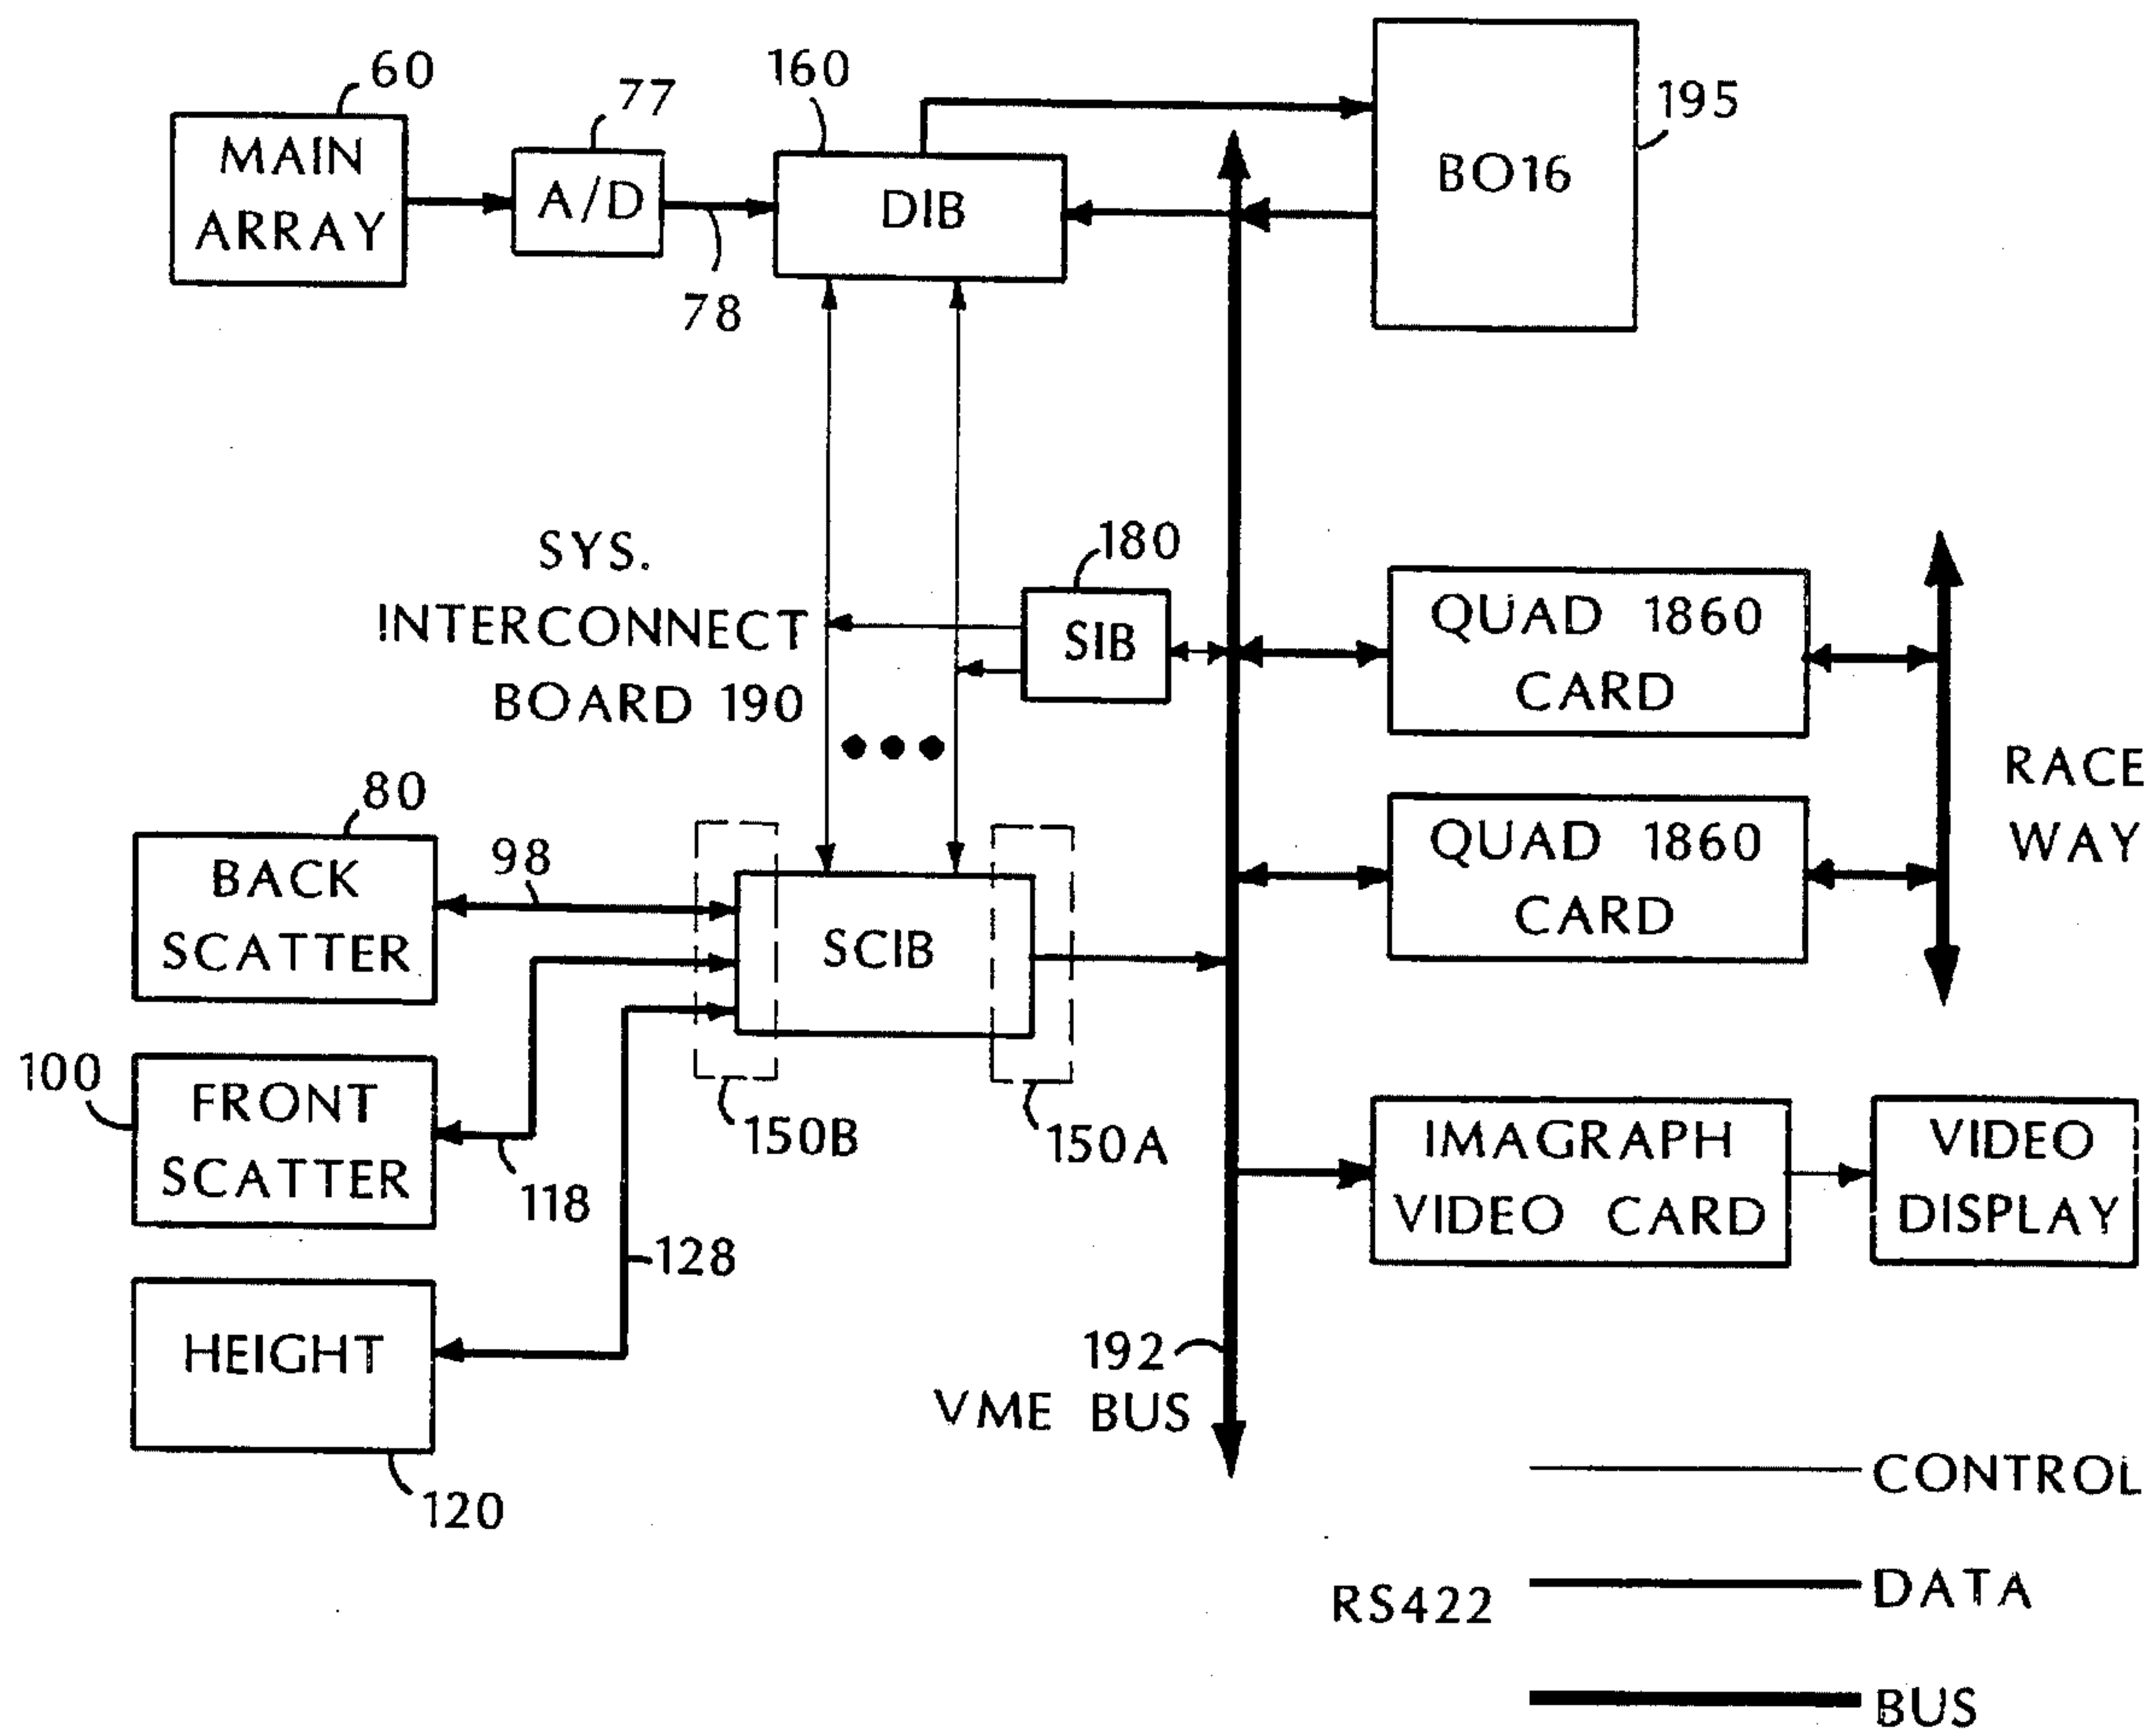 60
77
160
195
MAIN
ARRAY
A/D
DIB
BO16
78
SYS.
INTERCONNECT
BOARD 190
180
SIB
QUAD 1860
CARD
RACE
WAY
80
98
BACK
SCATTER
SCIB
QUAD 1860
CARD
100
FRONT
SCATTER
118
150B
150A
IMAGRAPH
VIDEO CARD
VIDEO
DISPLAY
128
HEIGHT
120
192
VME BUS
CONTROL
RS422
DATA
BUS